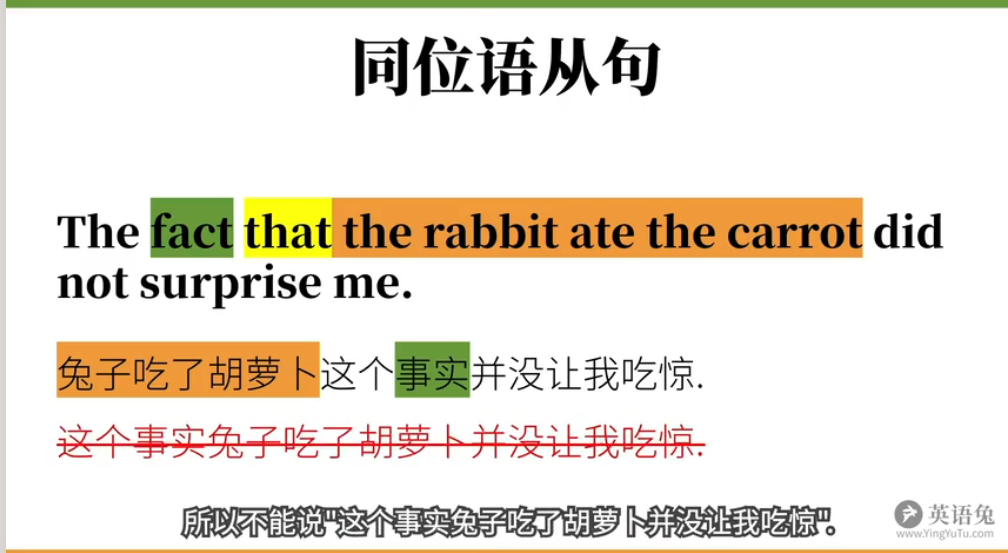 同位语从句
The fact that the rabbit ate the carrot did
not surprise me.
兔子吃了胡萝卜这个事实并没让我吃惊.
这个事实兔子吃了胡萝卜并没让我吃惊.
所以不能说"这个事实兔子吃了胡萝卜并没让我吃惊".
英语兔
www.YingYuTu.com